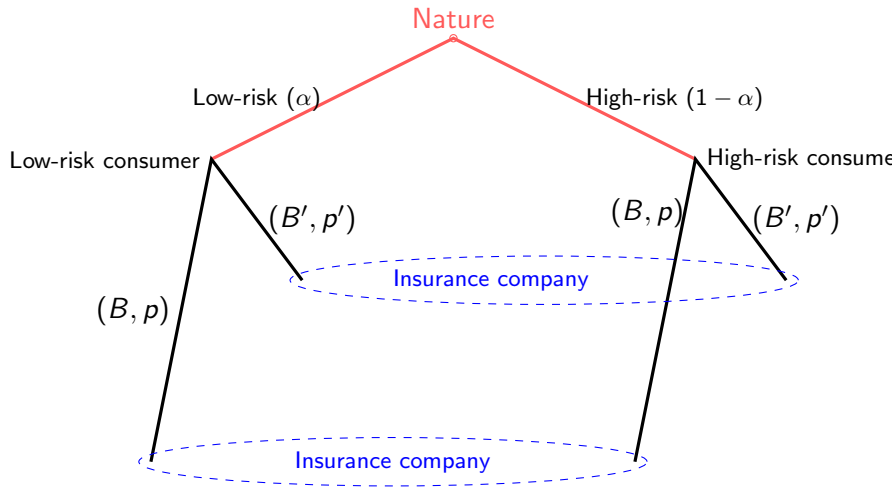 Nature
Low-risk (α)
High-risk (1 − α)
Low-risk consumer
High-risk consume
(B, p)
(B′, p′)
(B, p)
(B′, p′)
Insurance company
Insurance company